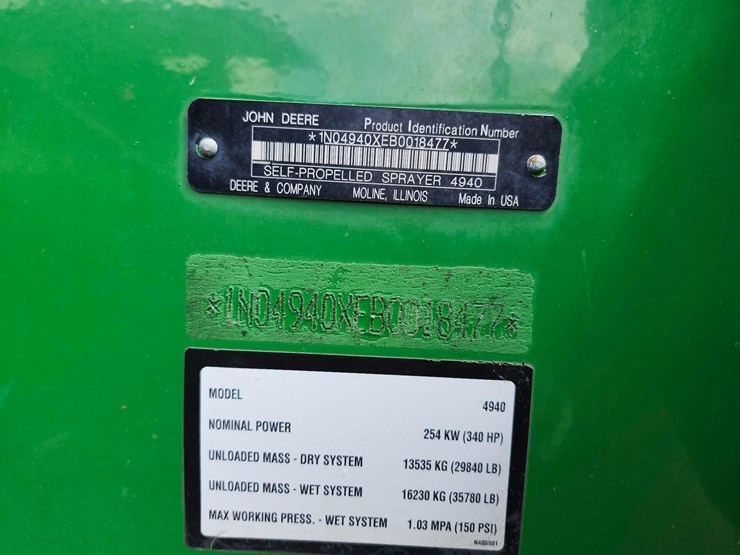 JOHN DEERE Product Identification Number
*1N04940XEB0018477*
SELF-PROPELLED SPRAYER 4940
DEERE & COMPANY MOLINE, ILLINOIS Made In USA
*1N04940XEB0018477*
MODEL 4940
NOMINAL POWER 254 KW (340 HP)
UNLOADED MASS - DRY SYSTEM 13535 KG (29840 LB)
UNLOADED MASS - WET SYSTEM 16230 KG (35780 LB)
MAX WORKING PRESS. - WET SYSTEM 1.03 MPA (150 PSI)
N486981